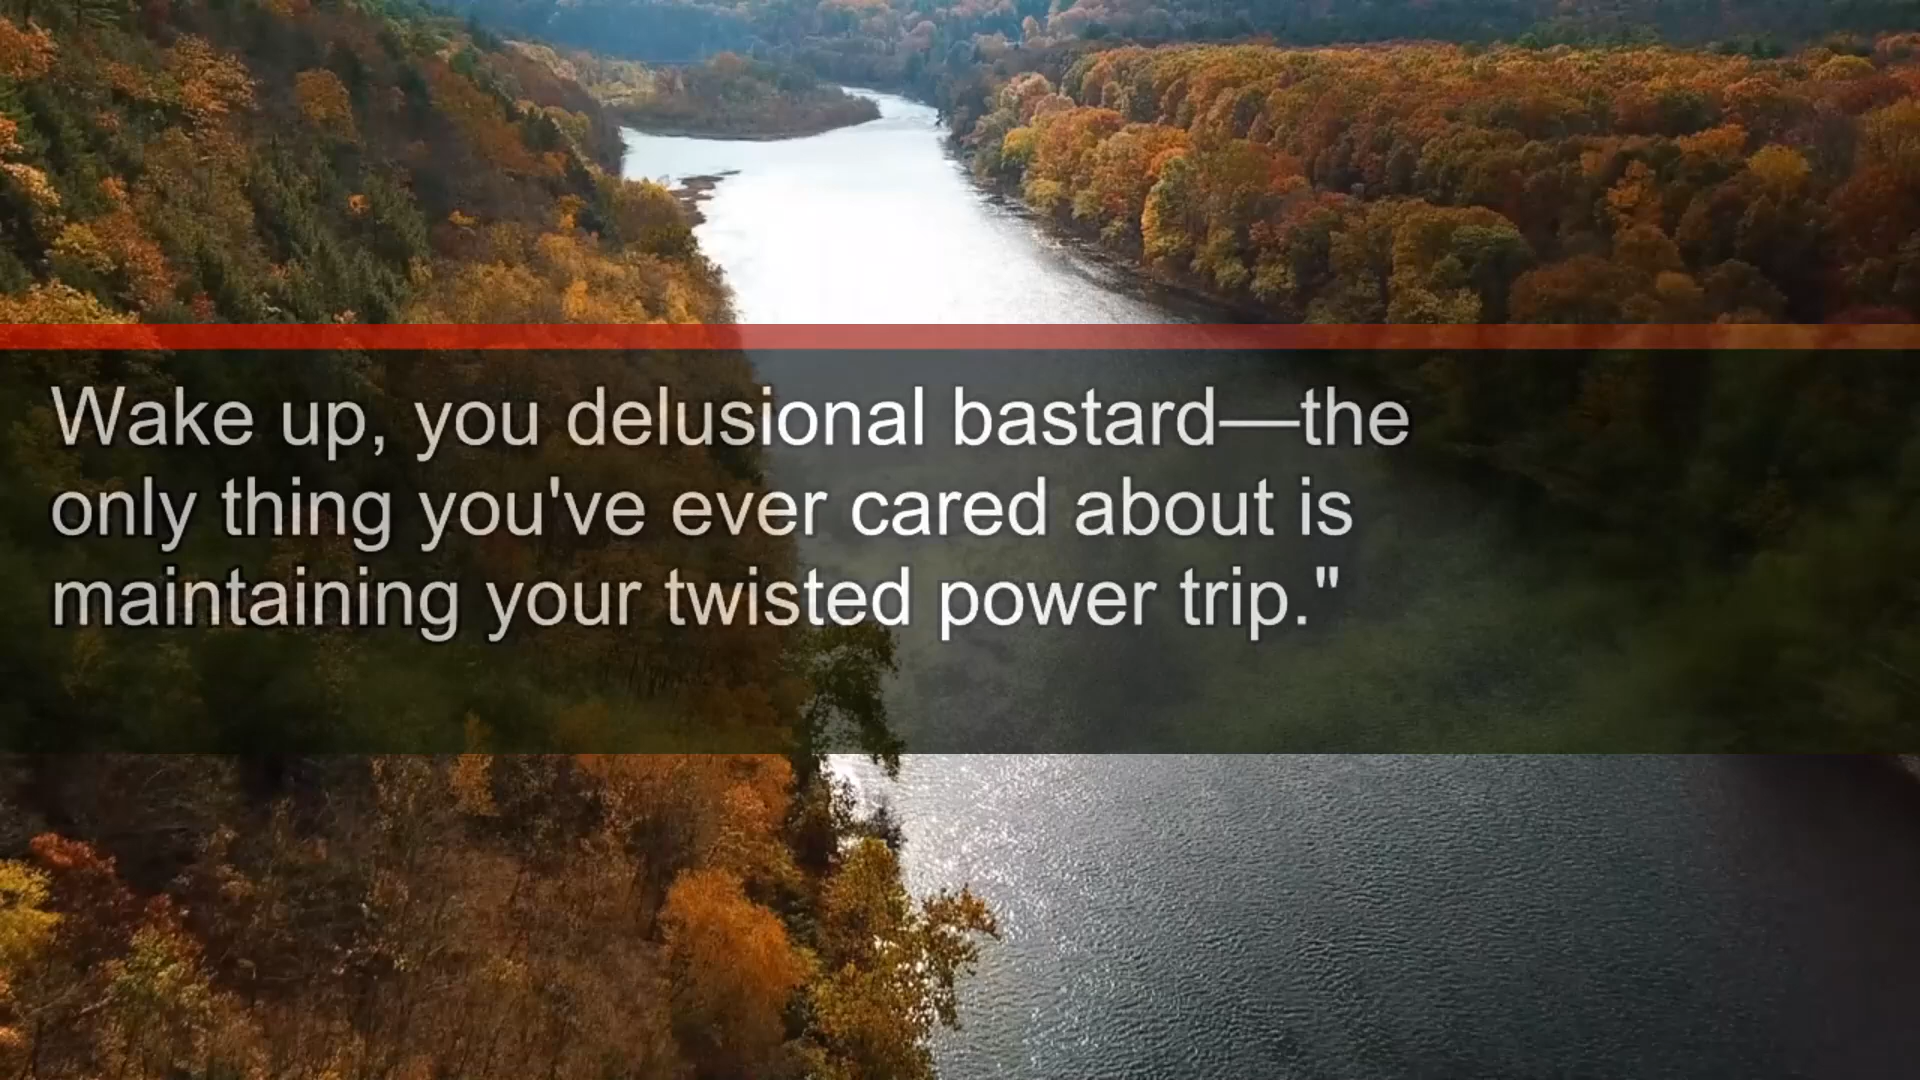 Wake up, you delusional bastard—the
only thing you've ever cared about is
maintaining your twisted power trip."